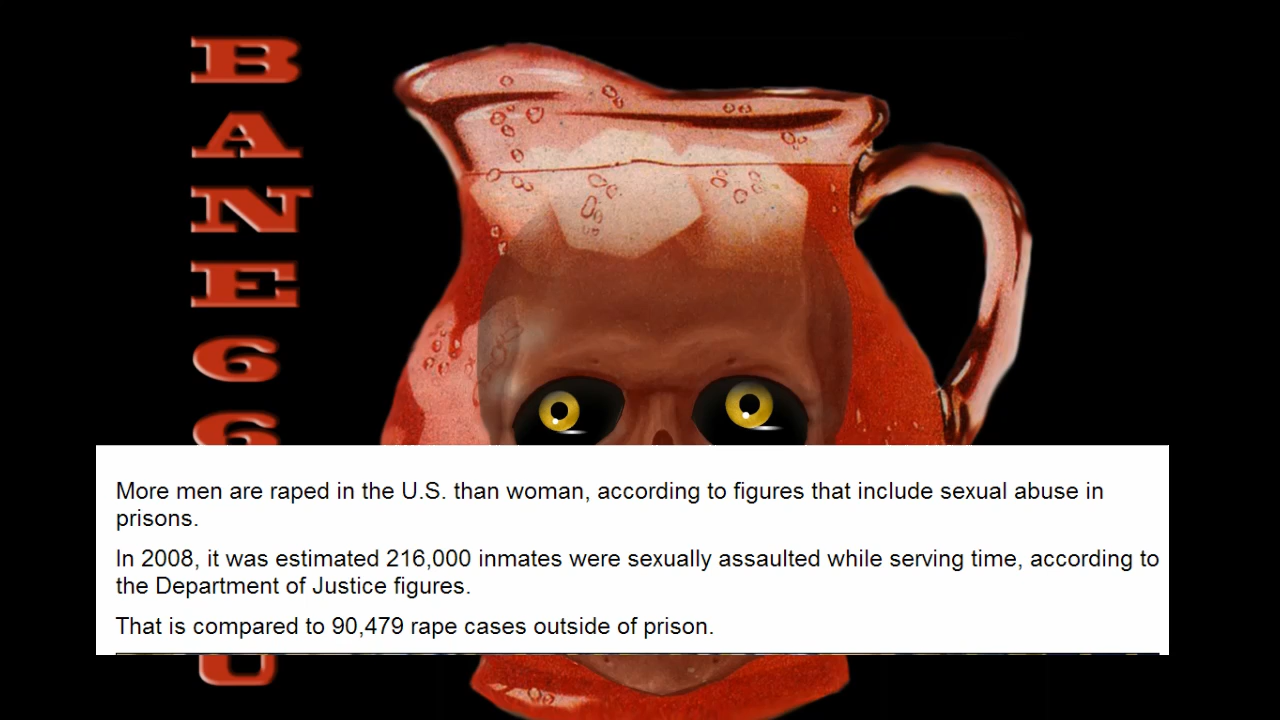 BANE666U
More men are raped in the U.S. than woman, according to figures that include sexual abuse in
prisons.
In 2008, it was estimated 216,000 inmates were sexually assaulted while serving time, according to
the Department of Justice figures.
That is compared to 90,479 rape cases outside of prison.